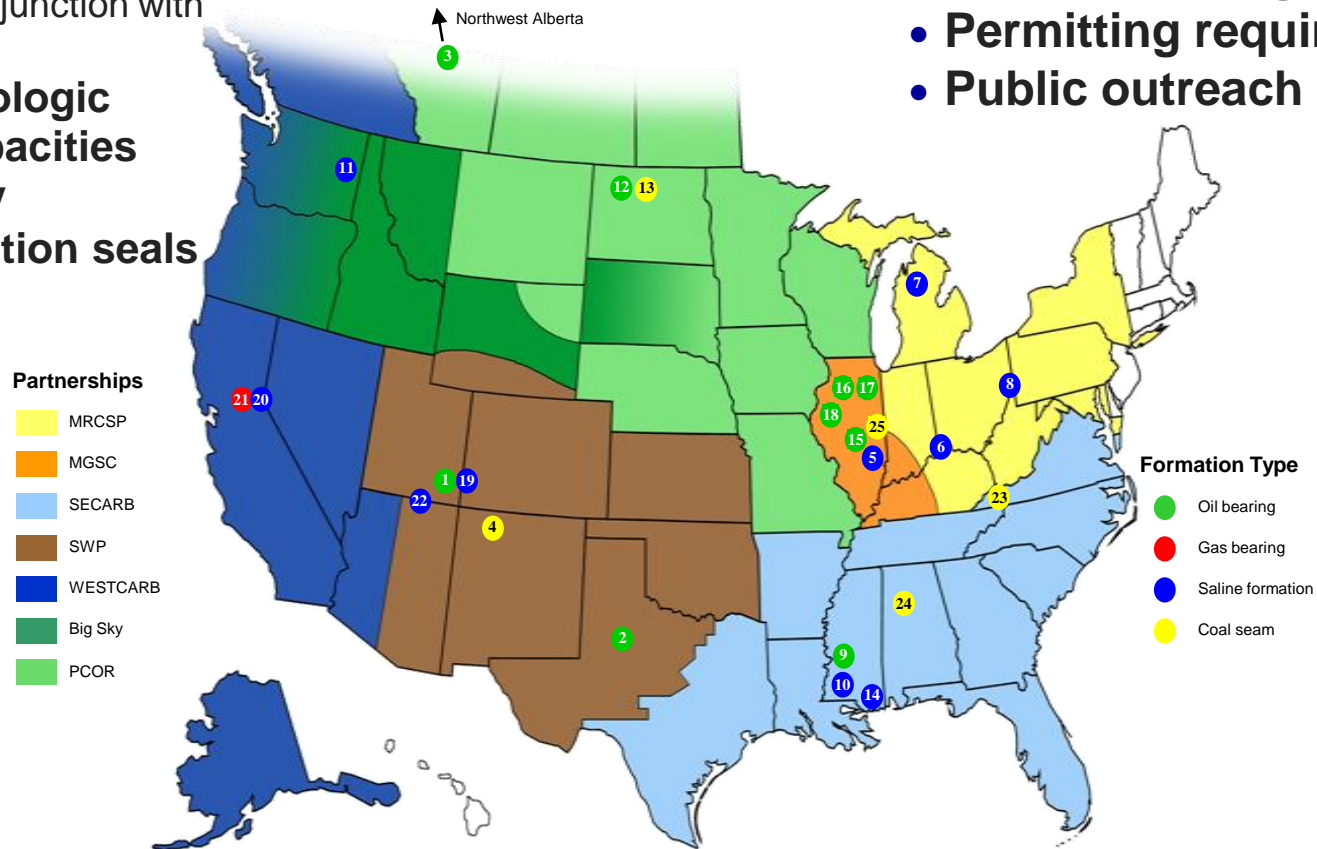 junction with
ologic
pacities
tion seals
• Permitting requi
• Public outreach
Northwest Alberta
3
11
12
13
7
21
20
16
17
18
25
15
5
8
6
23
1
19
22
4
2
24
9
10
14
Partnerships
MRCSP
MGSC
SECARB
SWP
WESTCARB
Big Sky
PCOR
Formation Type
Oil bearing
Gas bearing
Saline formation
Coal seam